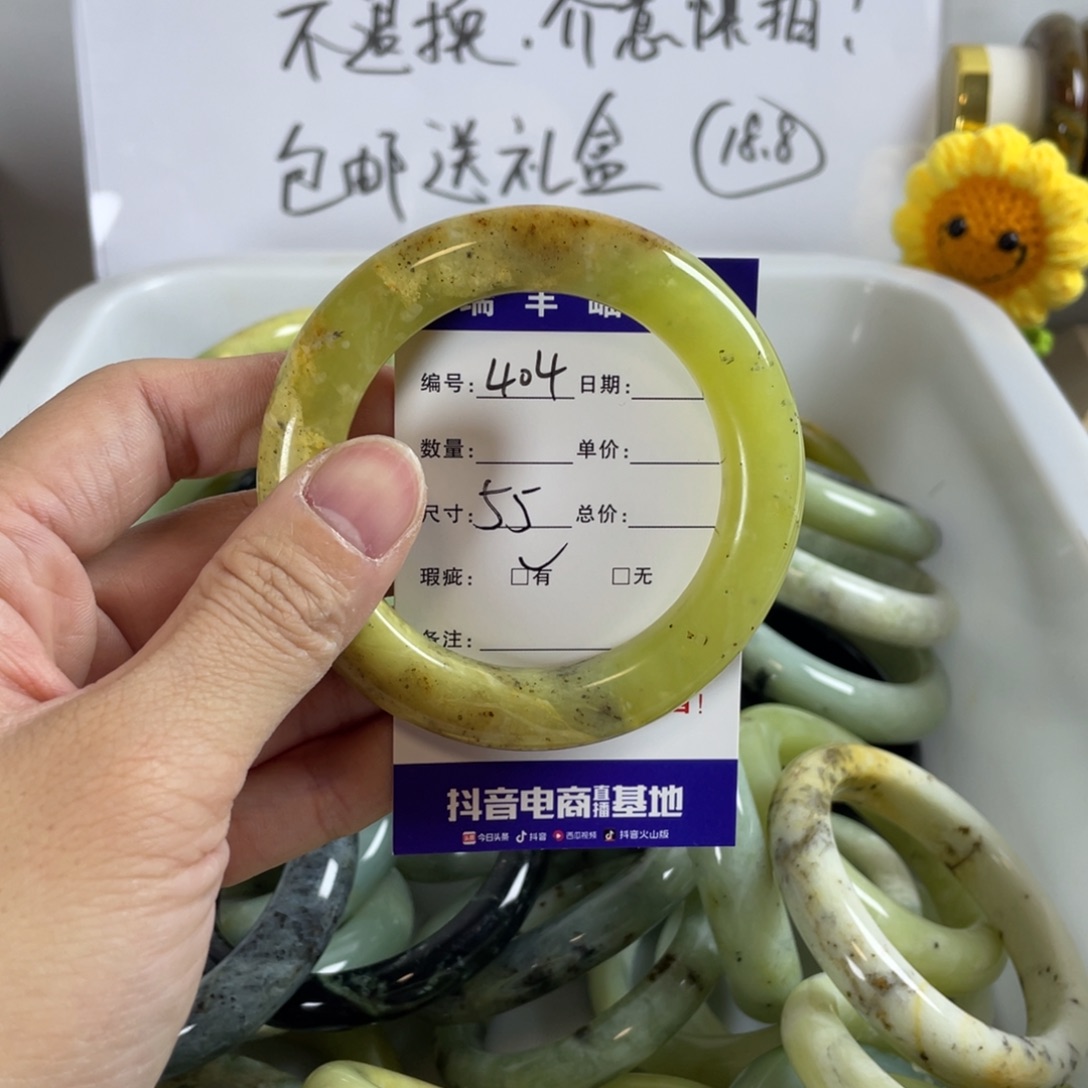 不退换.介意慎拍!
包邮送礼盒 18.8
瑞丰
编号: 404 日期:
数量: 单价:
尺寸: 55 总价:
瑕疵: ✓□有 □无
备注:
!
抖音电商直播基地
今日头条 抖音 西瓜视频 抖音火山版